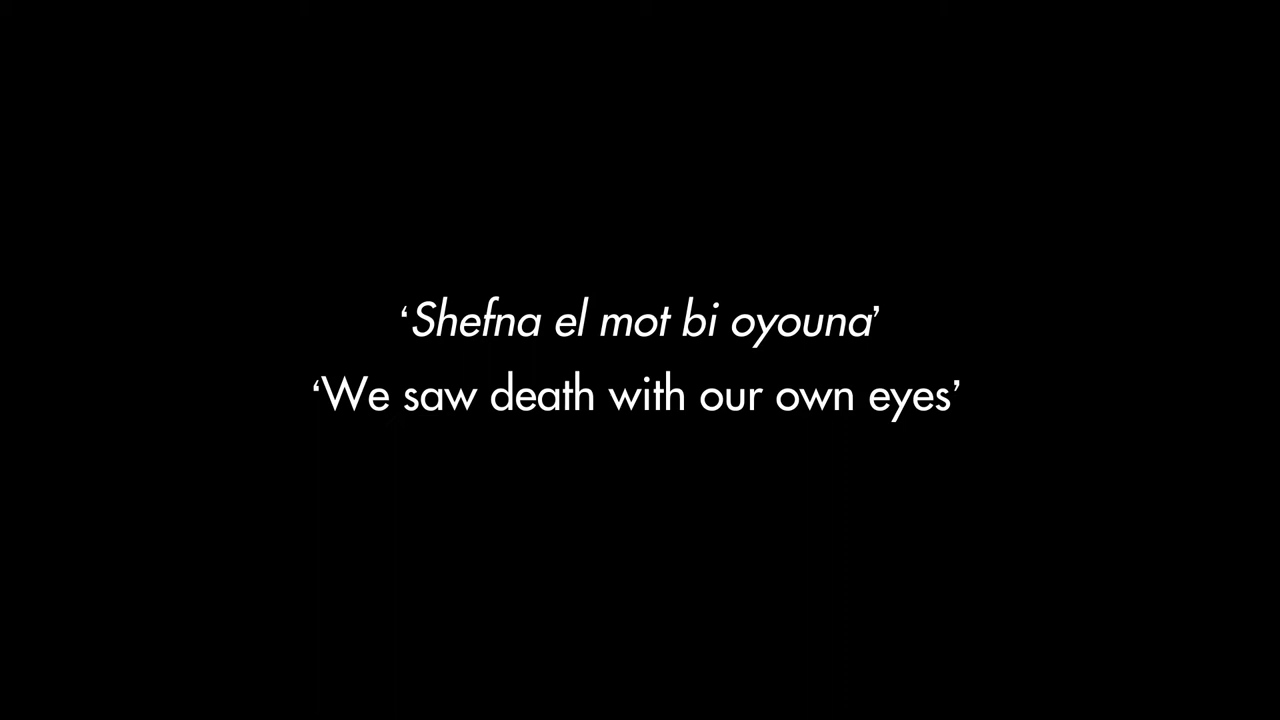 ‘Shefna el mot bi oyouna’
‘We saw death with our own eyes’